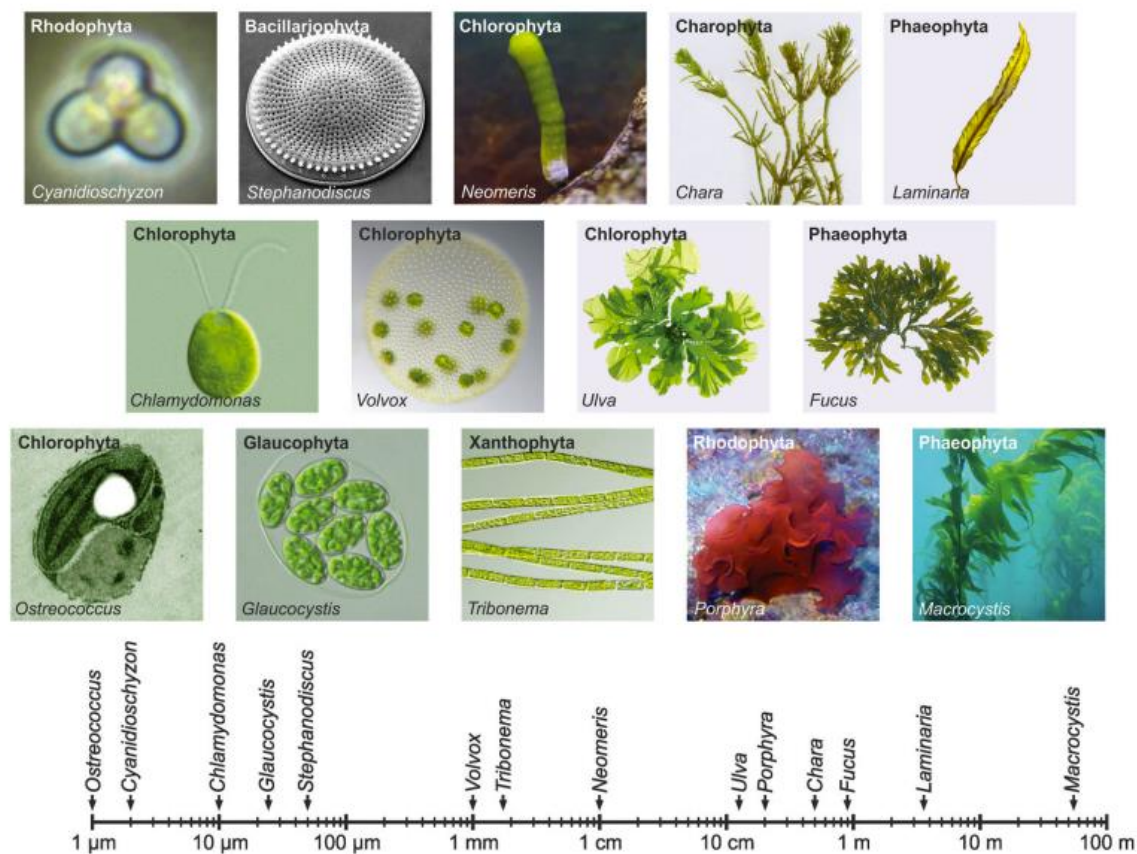 Rhodophyta
Cyanidioschyzon
Bacillariophyta
Stephanodiscus
Chlorophyta
Neomeris
Charophyta
Chara
Phaeophyta
Laminaria
Chlorophyta
Chlamydomonas
Chlorophyta
Volvox
Chlorophyta
Ulva
Phaeophyta
Fucus
Chlorophyta
Ostreococcus
Glaucophyta
Glaucocystis
Xanthophyta
Tribonema
Rhodophyta
Porphyra
Phaeophyta
Macrocystis
Ostreococcus
Cyanidioschyzon
Chlamydomonas
Glaucocystis
Stephanodiscus
Volvox
Tribonema
Neomeris
Ulva
Porphyra
Chara
Fucus
Laminaria
Macrocystis
1 µm 10 µm 100 µm 1 mm 1 cm 10 cm 1 m 10 m 100 m